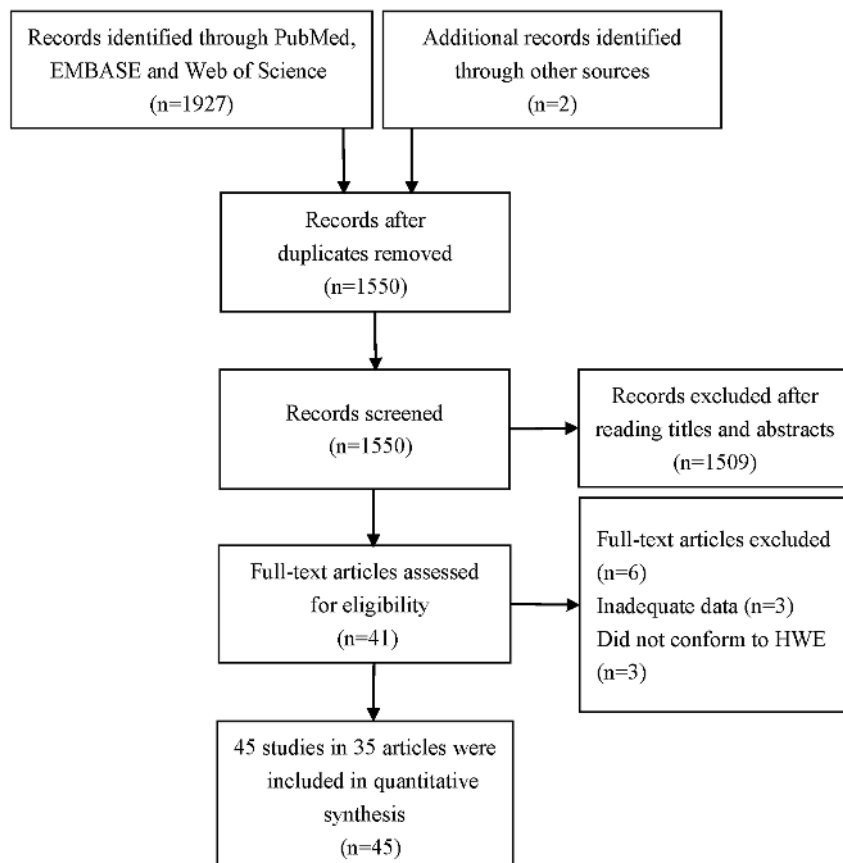 Records identified through PubMed,
EMBASE and Web of Science
(n=1927)
Additional records identified
through other sources
(n=2)
Records after
duplicates removed
(n=1550)
Records screened
(n=1550)
Records excluded after
reading titles and abstracts
(n=1509)
Full-text articles assessed
for eligibility
(n=41)
Full-text articles excluded
(n=6)
Inadequate data (n=3)
Did not conform to HWE
(n=3)
45 studies in 35 articles were
included in quantitative
synthesis
(n=45)